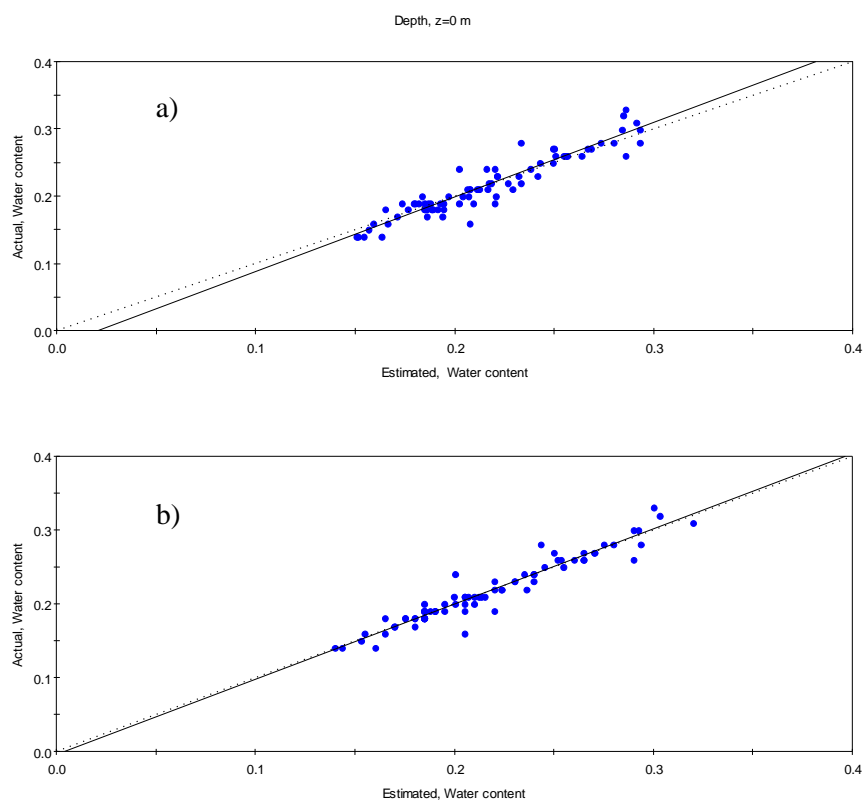 Depth, z=0 m
a)
Actual, Water content
0.4
0.3
0.2
0.1
0.0
0.0 0.1 0.2 0.3 0.4
Estimated, Water content
b)
Actual, Water content
0.4
0.3
0.2
0.1
0.0
0.0 0.1 0.2 0.3 0.4
Estimated, Water content